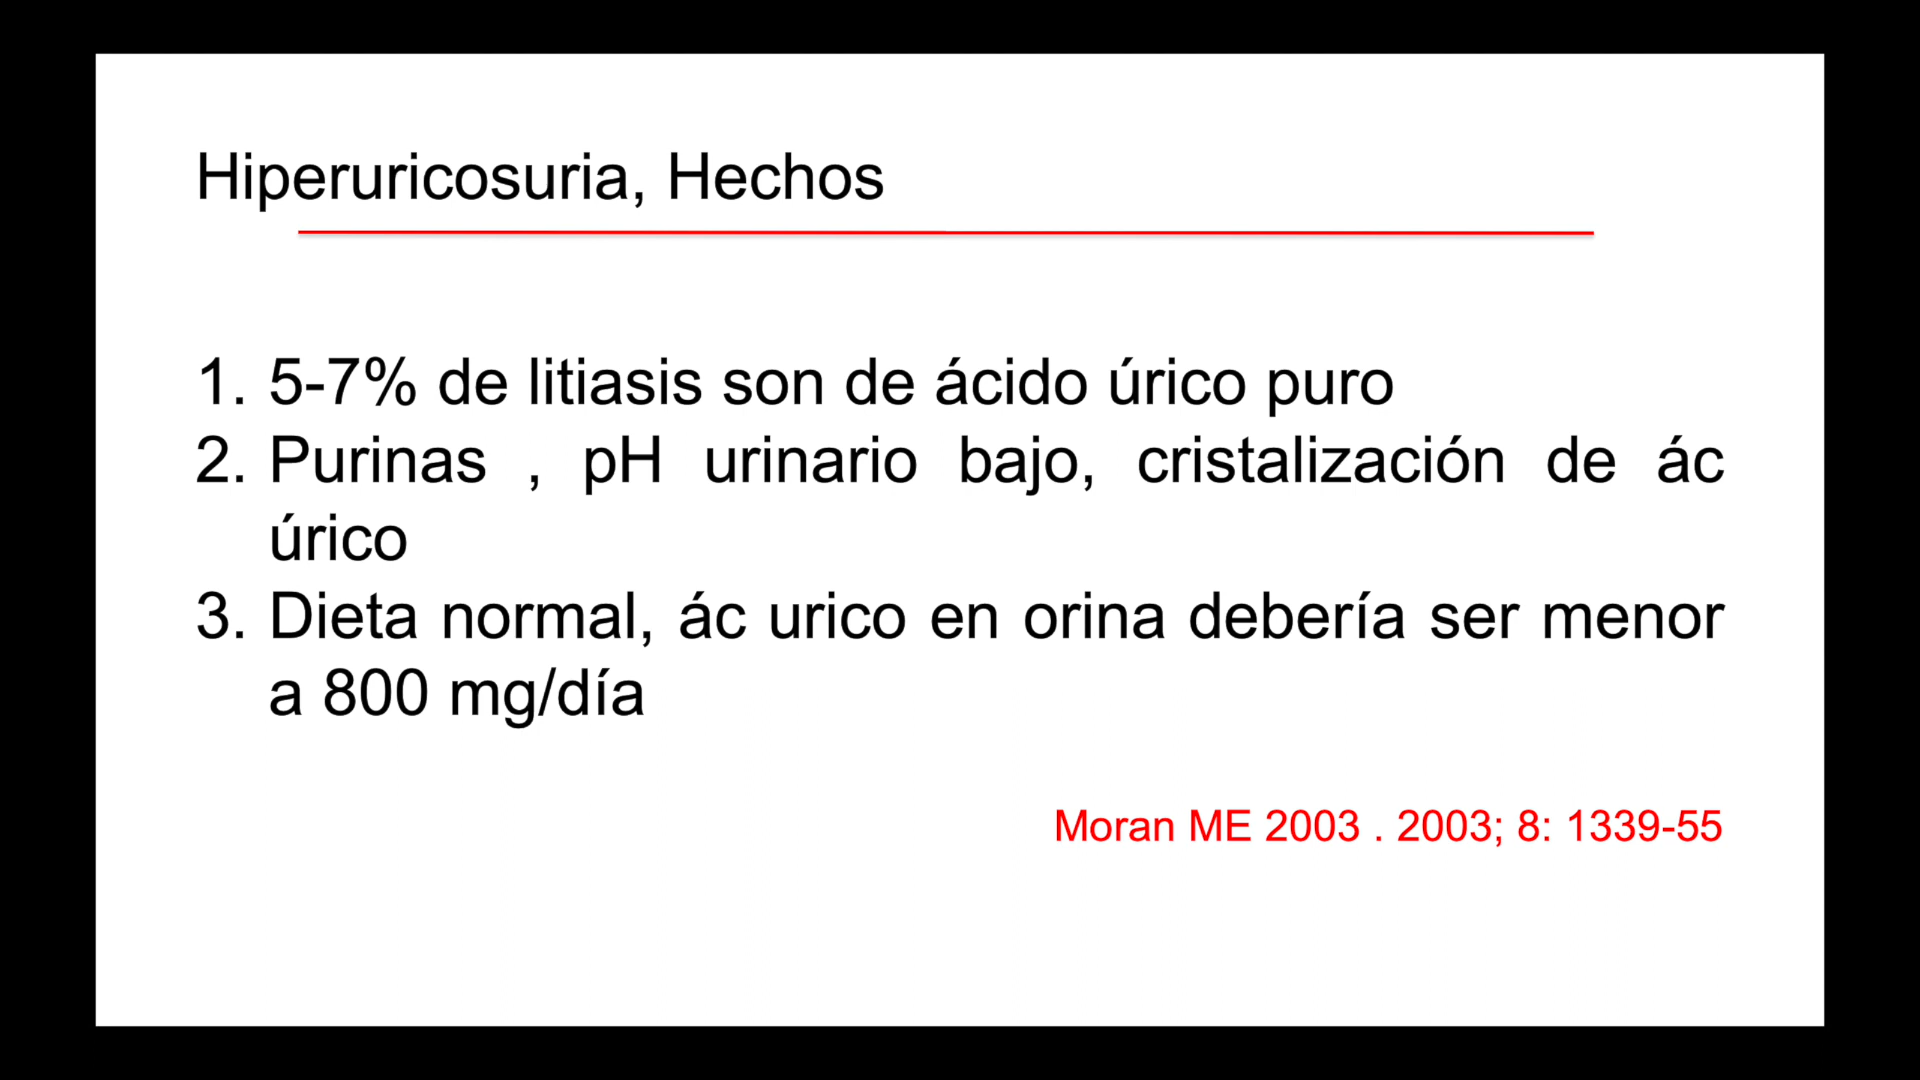 Hiperuricosuria, Hechos
1. 5-7% de litiasis son de ácido úrico puro
2. Purinas , pH urinario bajo, cristalización de ác
úrico
3. Dieta normal, ác urico en orina debería ser menor
a 800 mg/día
Moran ME 2003 . 2003; 8: 1339-55